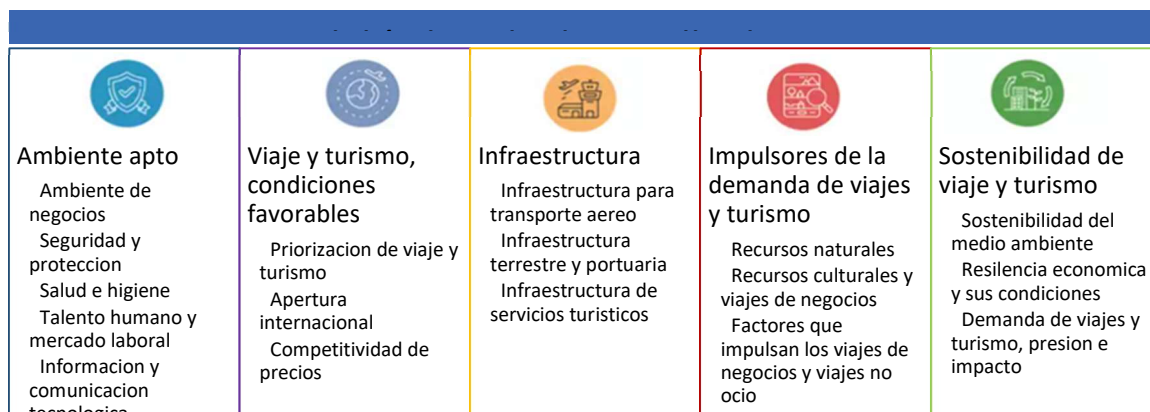 Ambiente apto
Ambiente de
negocios
Seguridad y
proteccion
Salud e higiene
Talento humano y
mercado laboral
Informacion y
comunicacion
tecnologica
Viaje y turismo,
condiciones
favorables
Priorizacion de viaje y
turismo
Apertura
internacional
Competitividad de
precios
Infraestructura
Infraestructura para
transporte aereo
Infraestructura
terrestre y portuaria
Infraestructura de
servicios turisticos
Impulsores de la
demanda de viajes
y turismo
Recursos naturales
Recursos culturales y
viajes de negocios
Factores que
impulsan los viajes de
negocios y viajes no
ocio
Sostenibilidad de
viaje y turismo
Sostenibilidad del
medio ambiente
Resilencia economica
y sus condiciones
Demanda de viajes y
turismo, presion e
impacto